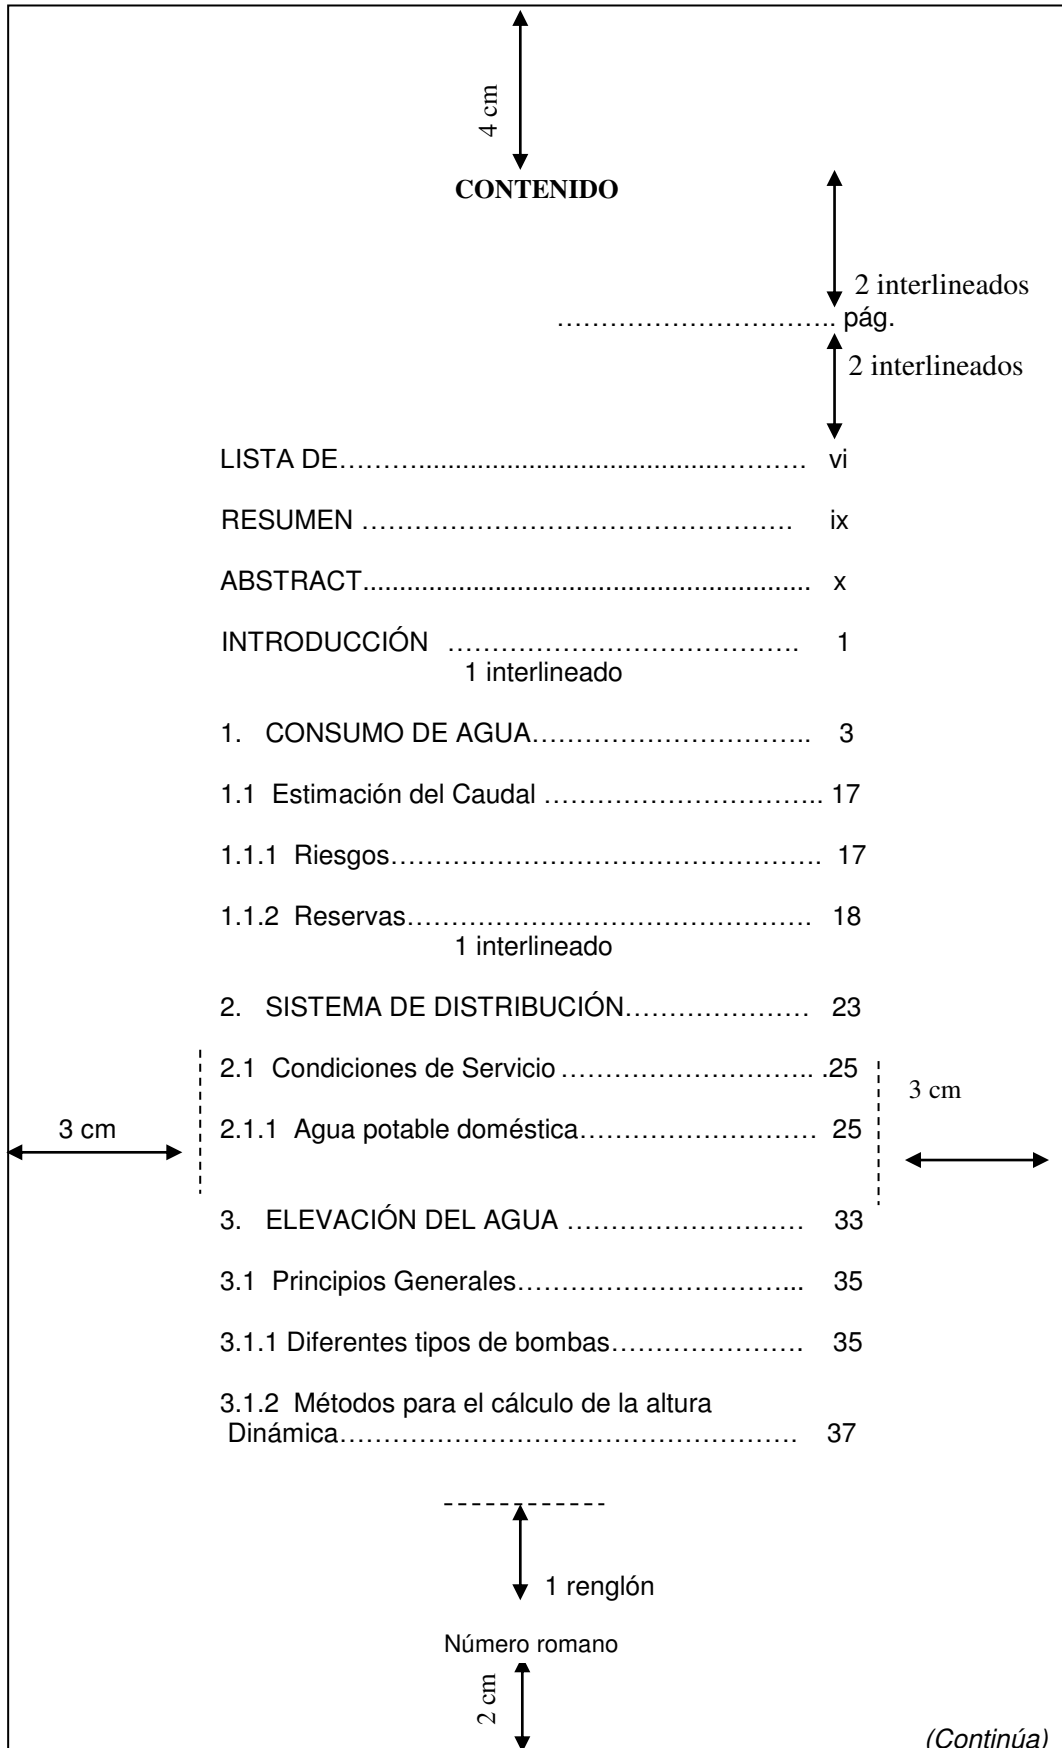 4 cm
CONTENIDO
2 interlineados
…………………………….. pág.
2 interlineados
LISTA DE………........................................………. vi
RESUMEN …………………………………………. ix
ABSTRACT............................................................ x
INTRODUCCIÓN …………………………………. 1
1 interlineado
1. CONSUMO DE AGUA………………………….. 3
1.1 Estimación del Caudal ………………………….. 17
1.1.1 Riesgos………………………………………….. 17
1.1.2 Reservas……………………………………… 18
1 interlineado
2. SISTEMA DE DISTRIBUCIÓN………………… 23
2.1 Condiciones de Servicio ……………………….. .25
3 cm
3 cm
2.1.1 Agua potable doméstica……………………… 25
3. ELEVACIÓN DEL AGUA ……………………… 33
3.1 Principios Generales…………………………... 35
3.1.1 Diferentes tipos de bombas…………………. 35
3.1.2 Métodos para el cálculo de la altura
Dinámica……………………………………………. 37
1 renglón
Número romano
2 cm
(Continúa)